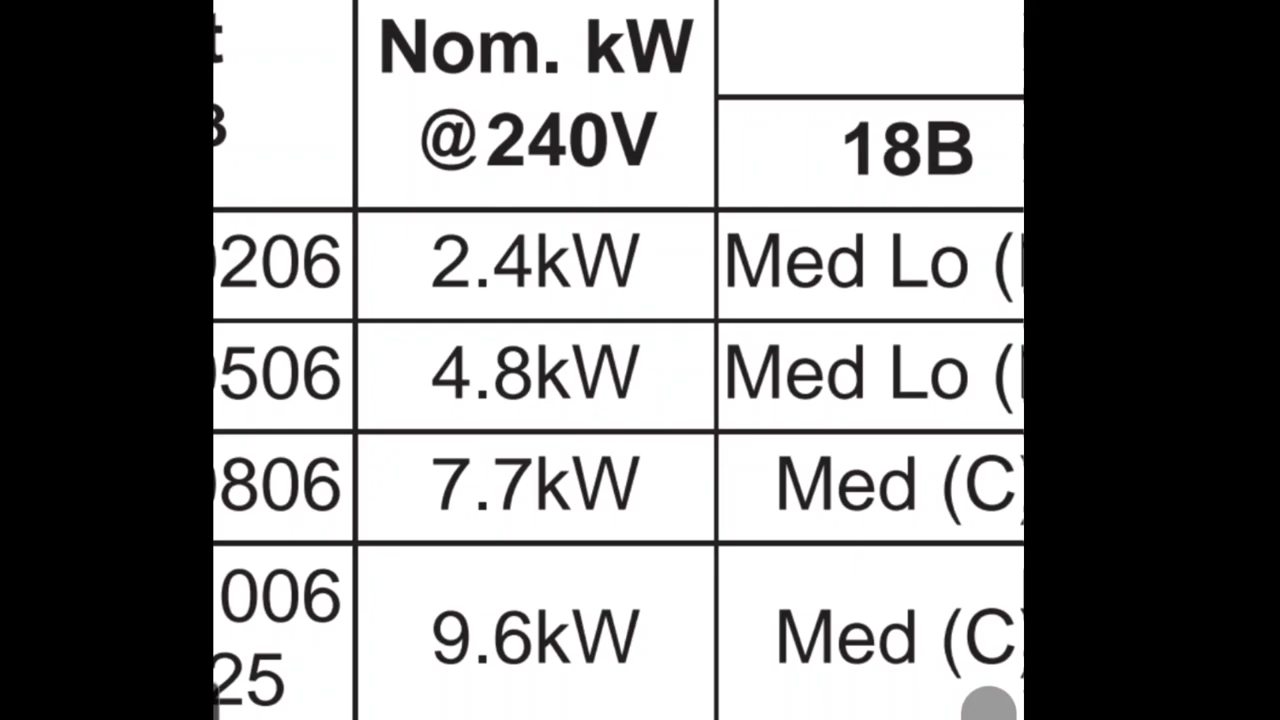 Nom. kW
@240V
18B
206 2.4kW Med Lo (
506 4.8kW Med Lo (
806 7.7kW Med (C)
006
9.6kW Med (C)
25